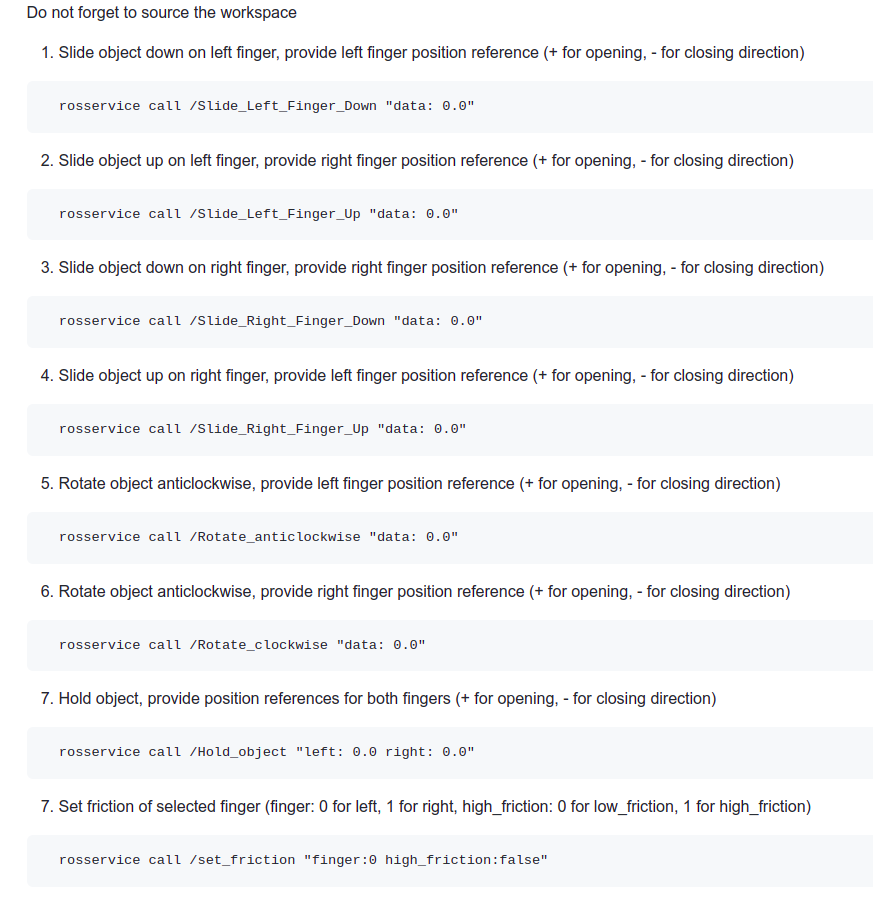 Do not forget to source the workspace
1. Slide object down on left finger, provide left finger position reference (+ for opening, - for closing direction)
rosservice call /Slide_Left_Finger_Down "data: 0.0"
2. Slide object up on left finger, provide right finger position reference (+ for opening, - for closing direction)
rosservice call /Slide_Left_Finger_Up "data: 0.0"
3. Slide object down on right finger, provide right finger position reference (+ for opening, - for closing direction)
rosservice call /Slide_Right_Finger_Down "data: 0.0"
4. Slide object up on right finger, provide left finger position reference (+ for opening, - for closing direction)
rosservice call /Slide_Right_Finger_Up "data: 0.0"
5. Rotate object anticlockwise, provide left finger position reference (+ for opening, - for closing direction)
rosservice call /Rotate_anticlockwise "data: 0.0"
6. Rotate object anticlockwise, provide right finger position reference (+ for opening, - for closing direction)
rosservice call /Rotate_clockwise "data: 0.0"
7. Hold object, provide position references for both fingers (+ for opening, - for closing direction)
rosservice call /Hold_object "left: 0.0 right: 0.0"
7. Set friction of selected finger (finger: 0 for left, 1 for right, high_friction: 0 for low_friction, 1 for high_friction)
rosservice call /set_friction "finger:0 high_friction:false"